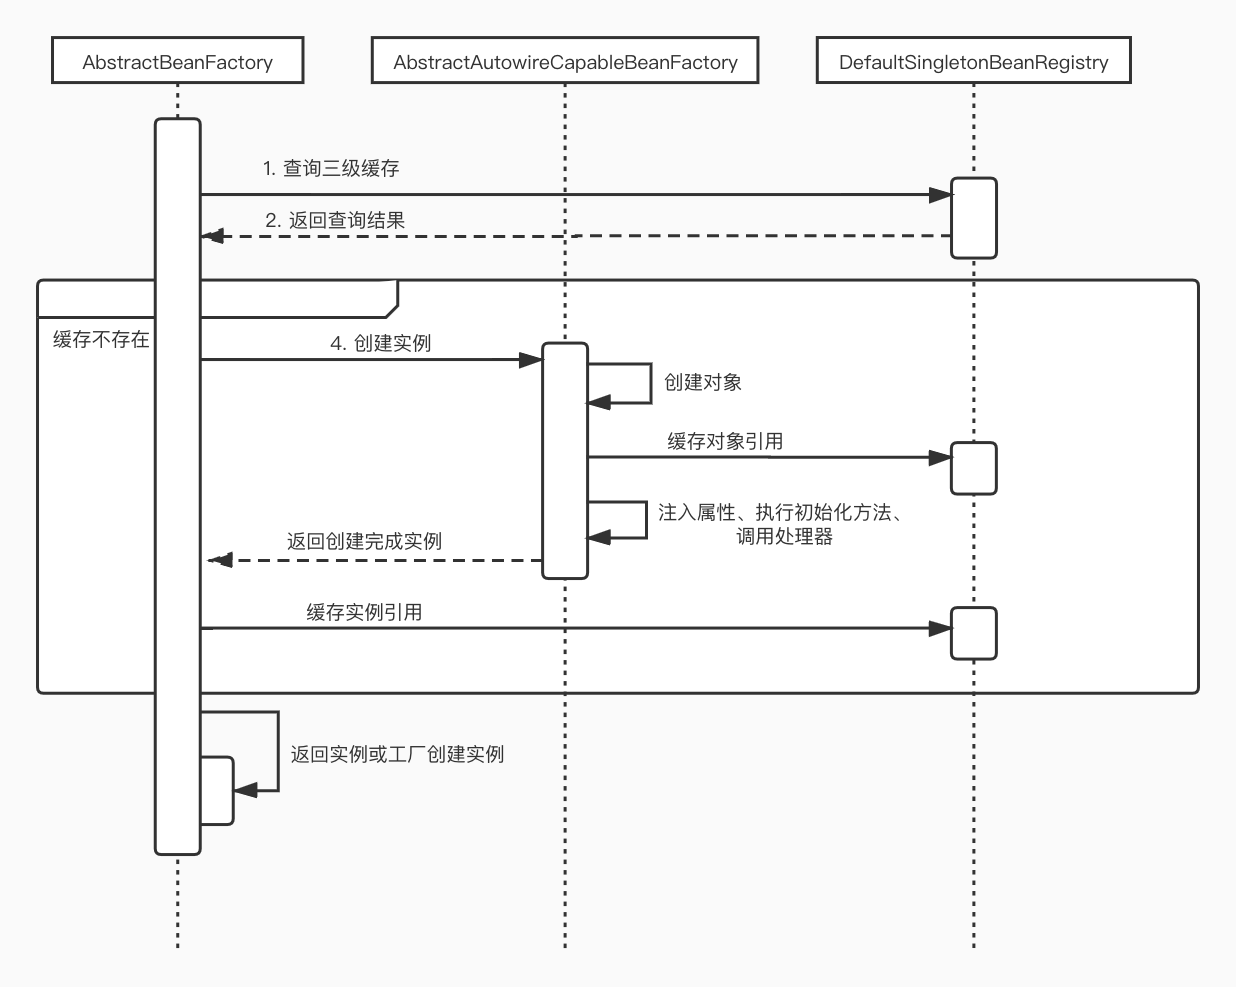 AbstractBeanFactory
AbstractAutowireCapableBeanFactory
DefaultSingletonBeanRegistry
1. 查询三级缓存
2. 返回查询结果
缓存不存在
4. 创建实例
创建对象
缓存对象引用
注入属性、执行初始化方法、
调用处理器
返回创建完成实例
缓存实例引用
返回实例或工厂创建实例